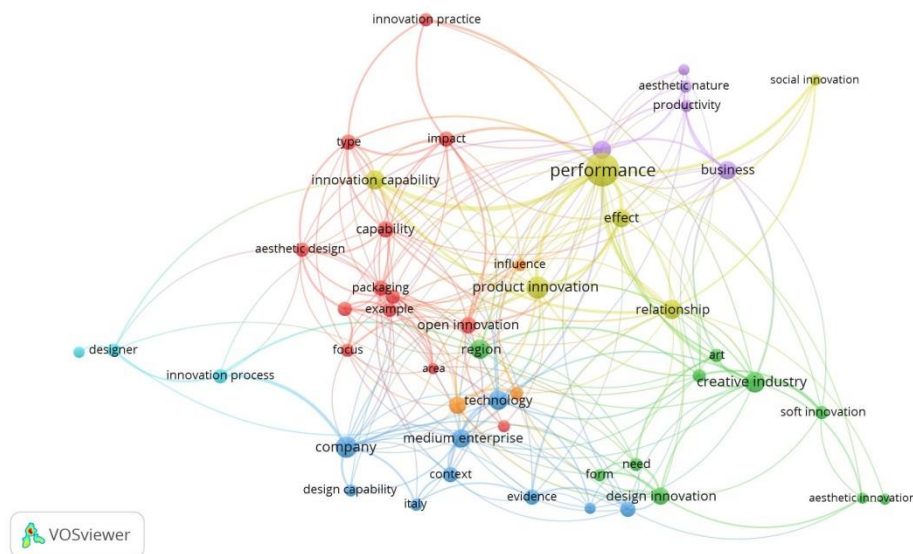 innovation practice
aesthetic nature
social innovation
productivity
type
impact
performance
business
innovation capability
effect
capability
aesthetic design
influence
packaging
product innovation
example
relationship
open innovation
region
designer
focus
art
area
innovation process
creative industry
technology
soft innovation
company
medium enterprise
need
context
form
design capability
evidence
design innovation
italy
aesthetic innovation
VOSviewer